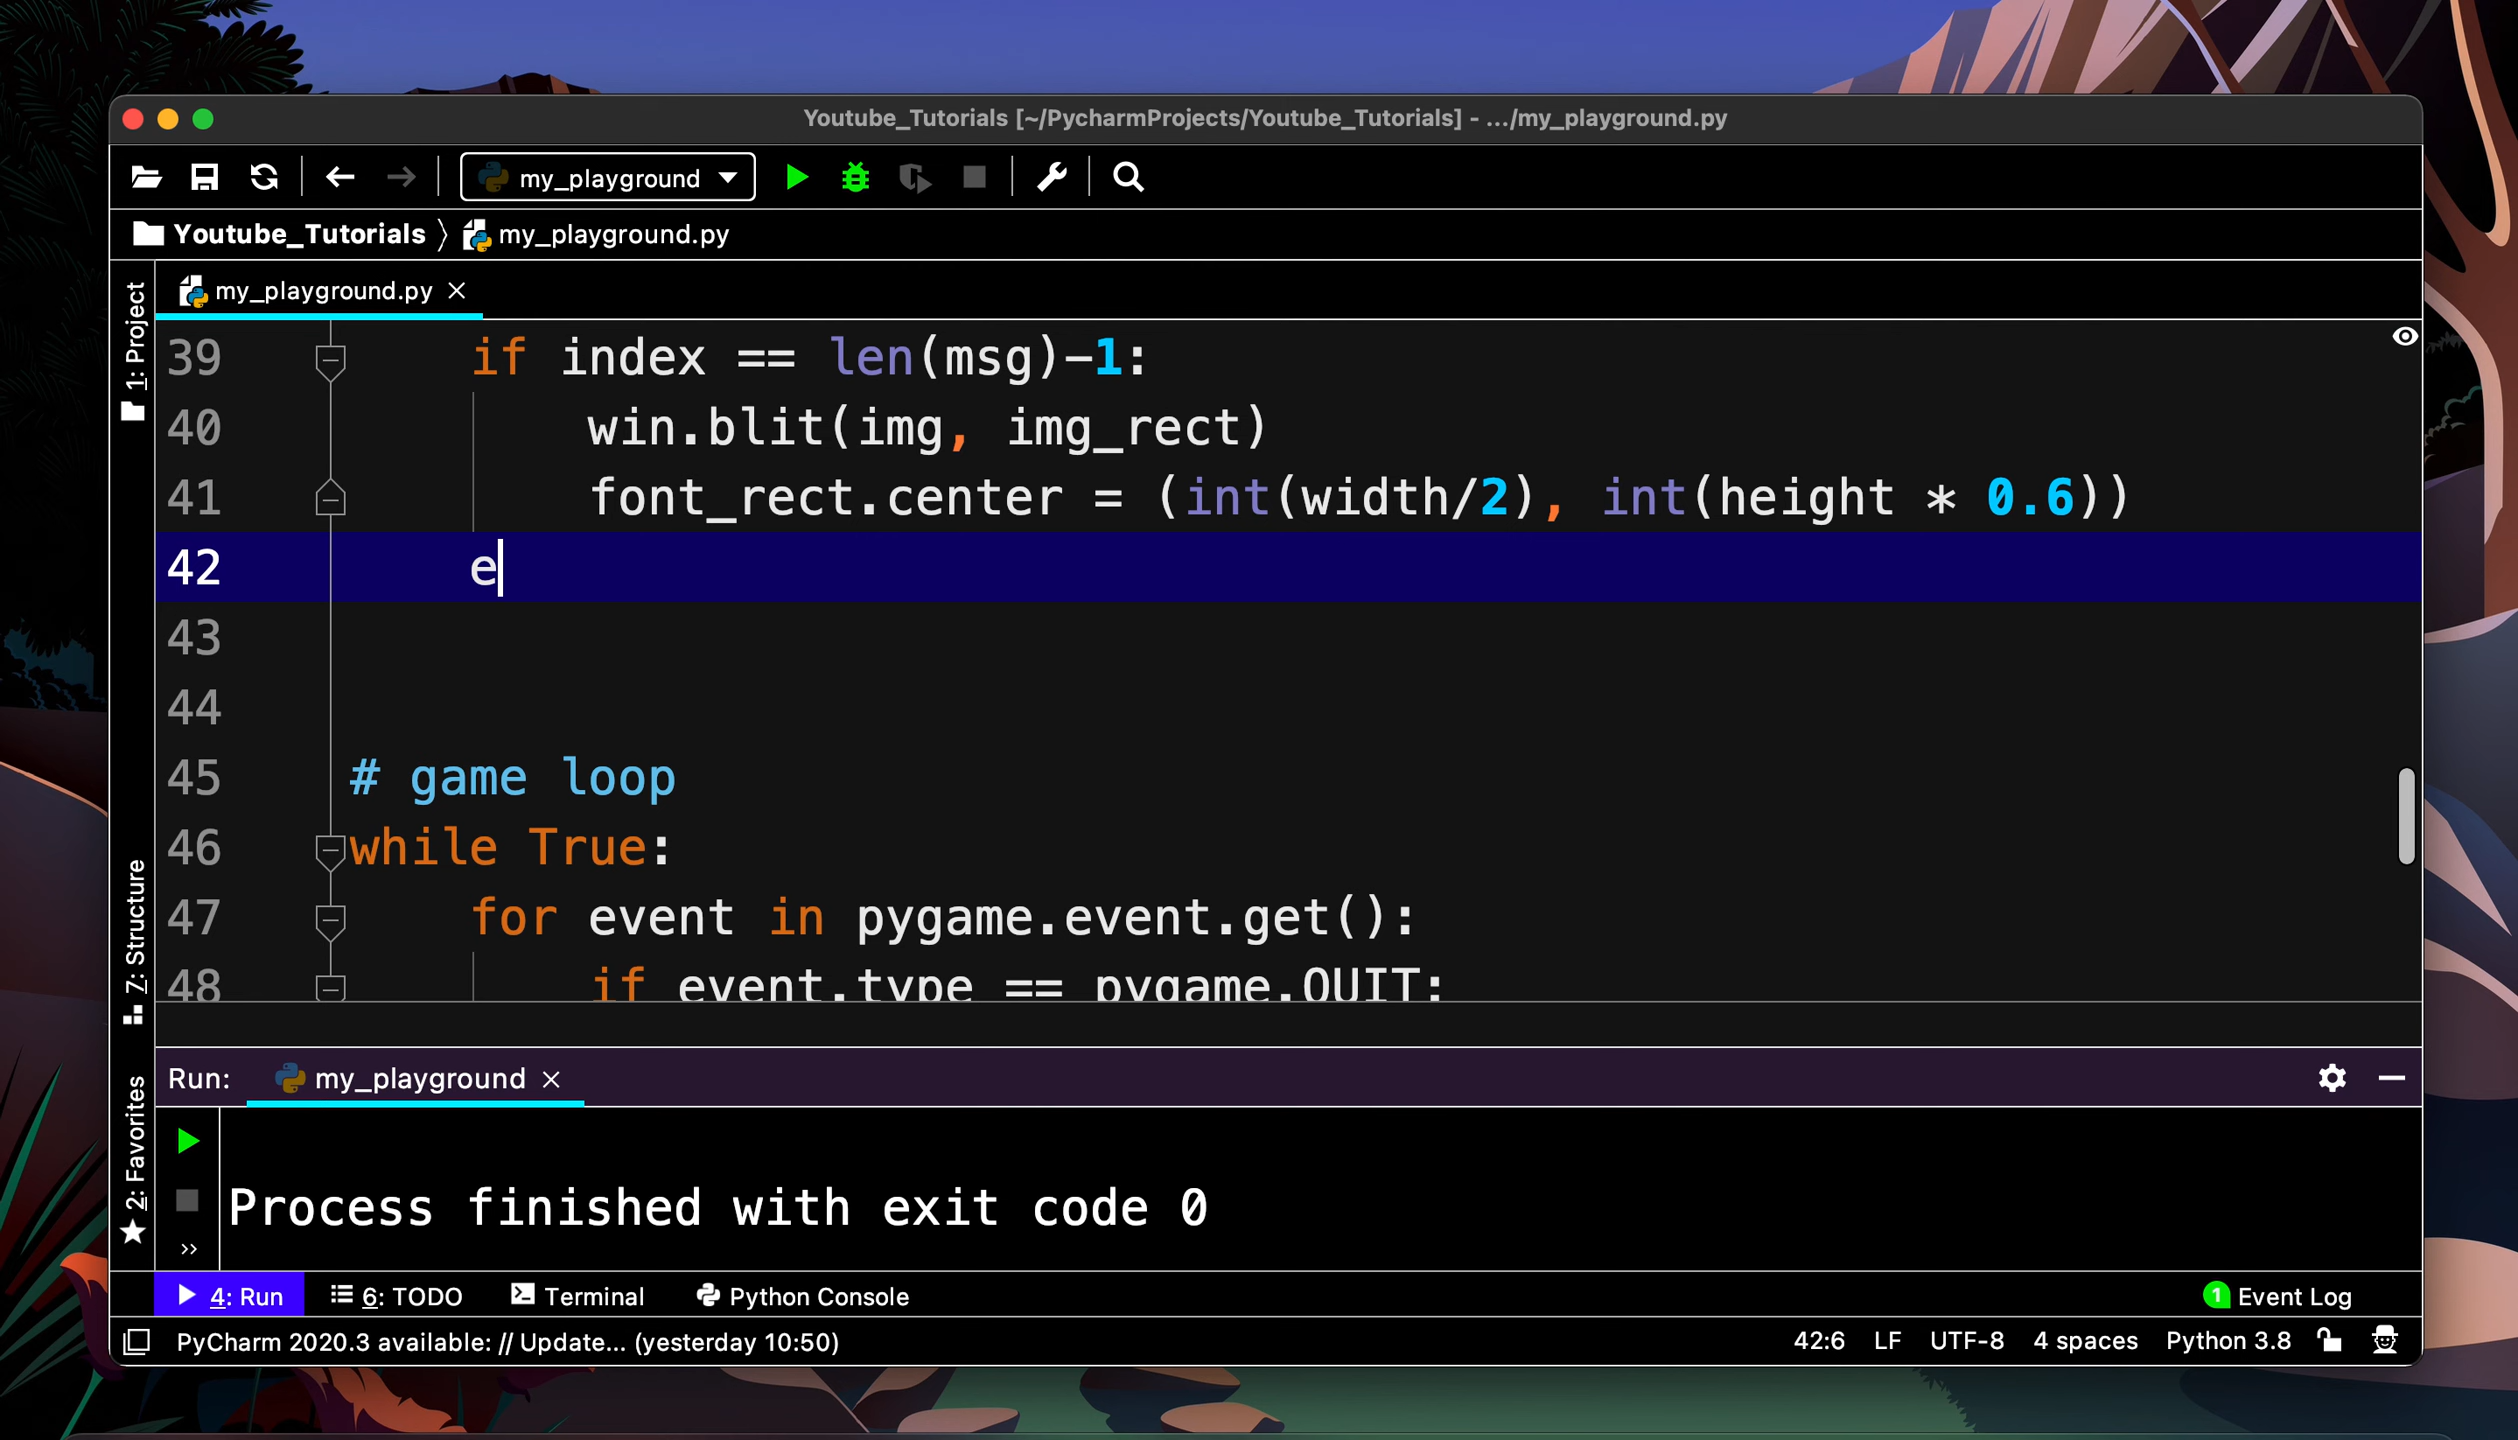 Youtube_Tutorials [~/PycharmProjects/Youtube_Tutorials] - .../my_playground.py
my_playground
Youtube_Tutorials 〉 my_playground.py
my_playground.py
1: Project
39 if index == len(msg)-1:
40 win.blit(img, img_rect)
41 font_rect.center = (int(width/2), int(height * 0.6))
42 e
43
44
45 # game loop
46 while True:
47 for event in pygame.event.get():
48 if event.type == pygame.QUIT:
7: Structure
2: Favorites
Run: my_playground
Process finished with exit code 0
4: Run 6: TODO Terminal Python Console 1 Event Log
PyCharm 2020.3 available: // Update... (yesterday 10:50) 42:6 LF UTF-8 4 spaces Python 3.8